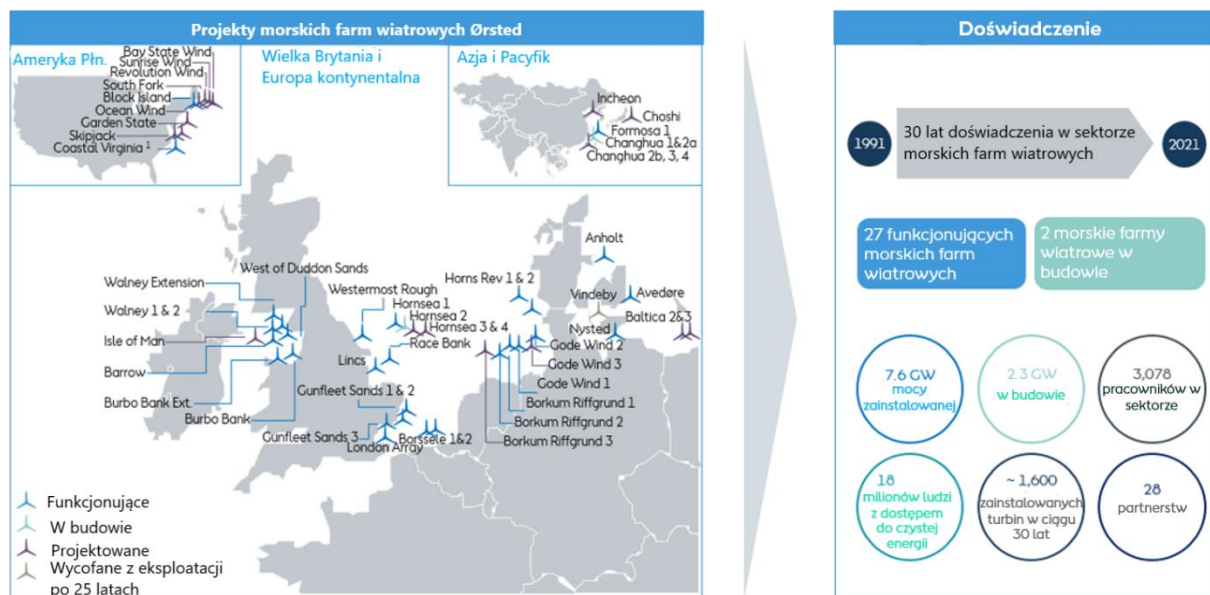 Projekty morskich farm wiatrowych Ørsted
Ameryka Płn.
Bay State Wind
Sunrise Wind
Revolution Wind
South Fork
Block Island
Ocean Wind
Garden State
Skipjack
Coastal Virginia ¹
Wielka Brytania i
Europa kontynentalna
Azja i Pacyfik
Incheon
Choshi
Formosa 1
Changhua 1&2a
Changhua 2b, 3, 4
West of Duddon Sands
Walney Extension
Walney 1 & 2
Isle of Man
Barrow
Burbo Bank Ext.
Burbo Bank
Westermost Rough
Hornsea 1
Hornsea 2
Hornsea 3 & 4
Race Bank
Lincs
Gunfleet Sands 1 & 2
Gunfleet Sands 3
London Array
Borssele 1&2
Anholt
Horns Rev 1 & 2
Vindeby
Avedøre
Nysted
Baltica 2&3
Gode Wind 2
Gode Wind 3
Gode Wind 1
Borkum Riffgrund 1
Borkum Riffgrund 2
Borkum Riffgrund 3
Funkcjonujące
W budowie
Projektowane
Wycofane z eksploatacji
po 25 latach
Doświadczenie
1991
30 lat doświadczenia w sektorze
morskich farm wiatrowych
2021
27 funkcjonujących
morskich farm
wiatrowych
2 morskie farmy
wiatrowe w
budowie
7.6 GW
mocy
zainstalowanej
2.3 GW
w budowie
3,078
pracowników w
sektorze
18
milionów ludzi
z dostępem
do czystej
energii
~ 1,600
zainstalowanych
turbin w ciągu
30 lat
28
partnerstw